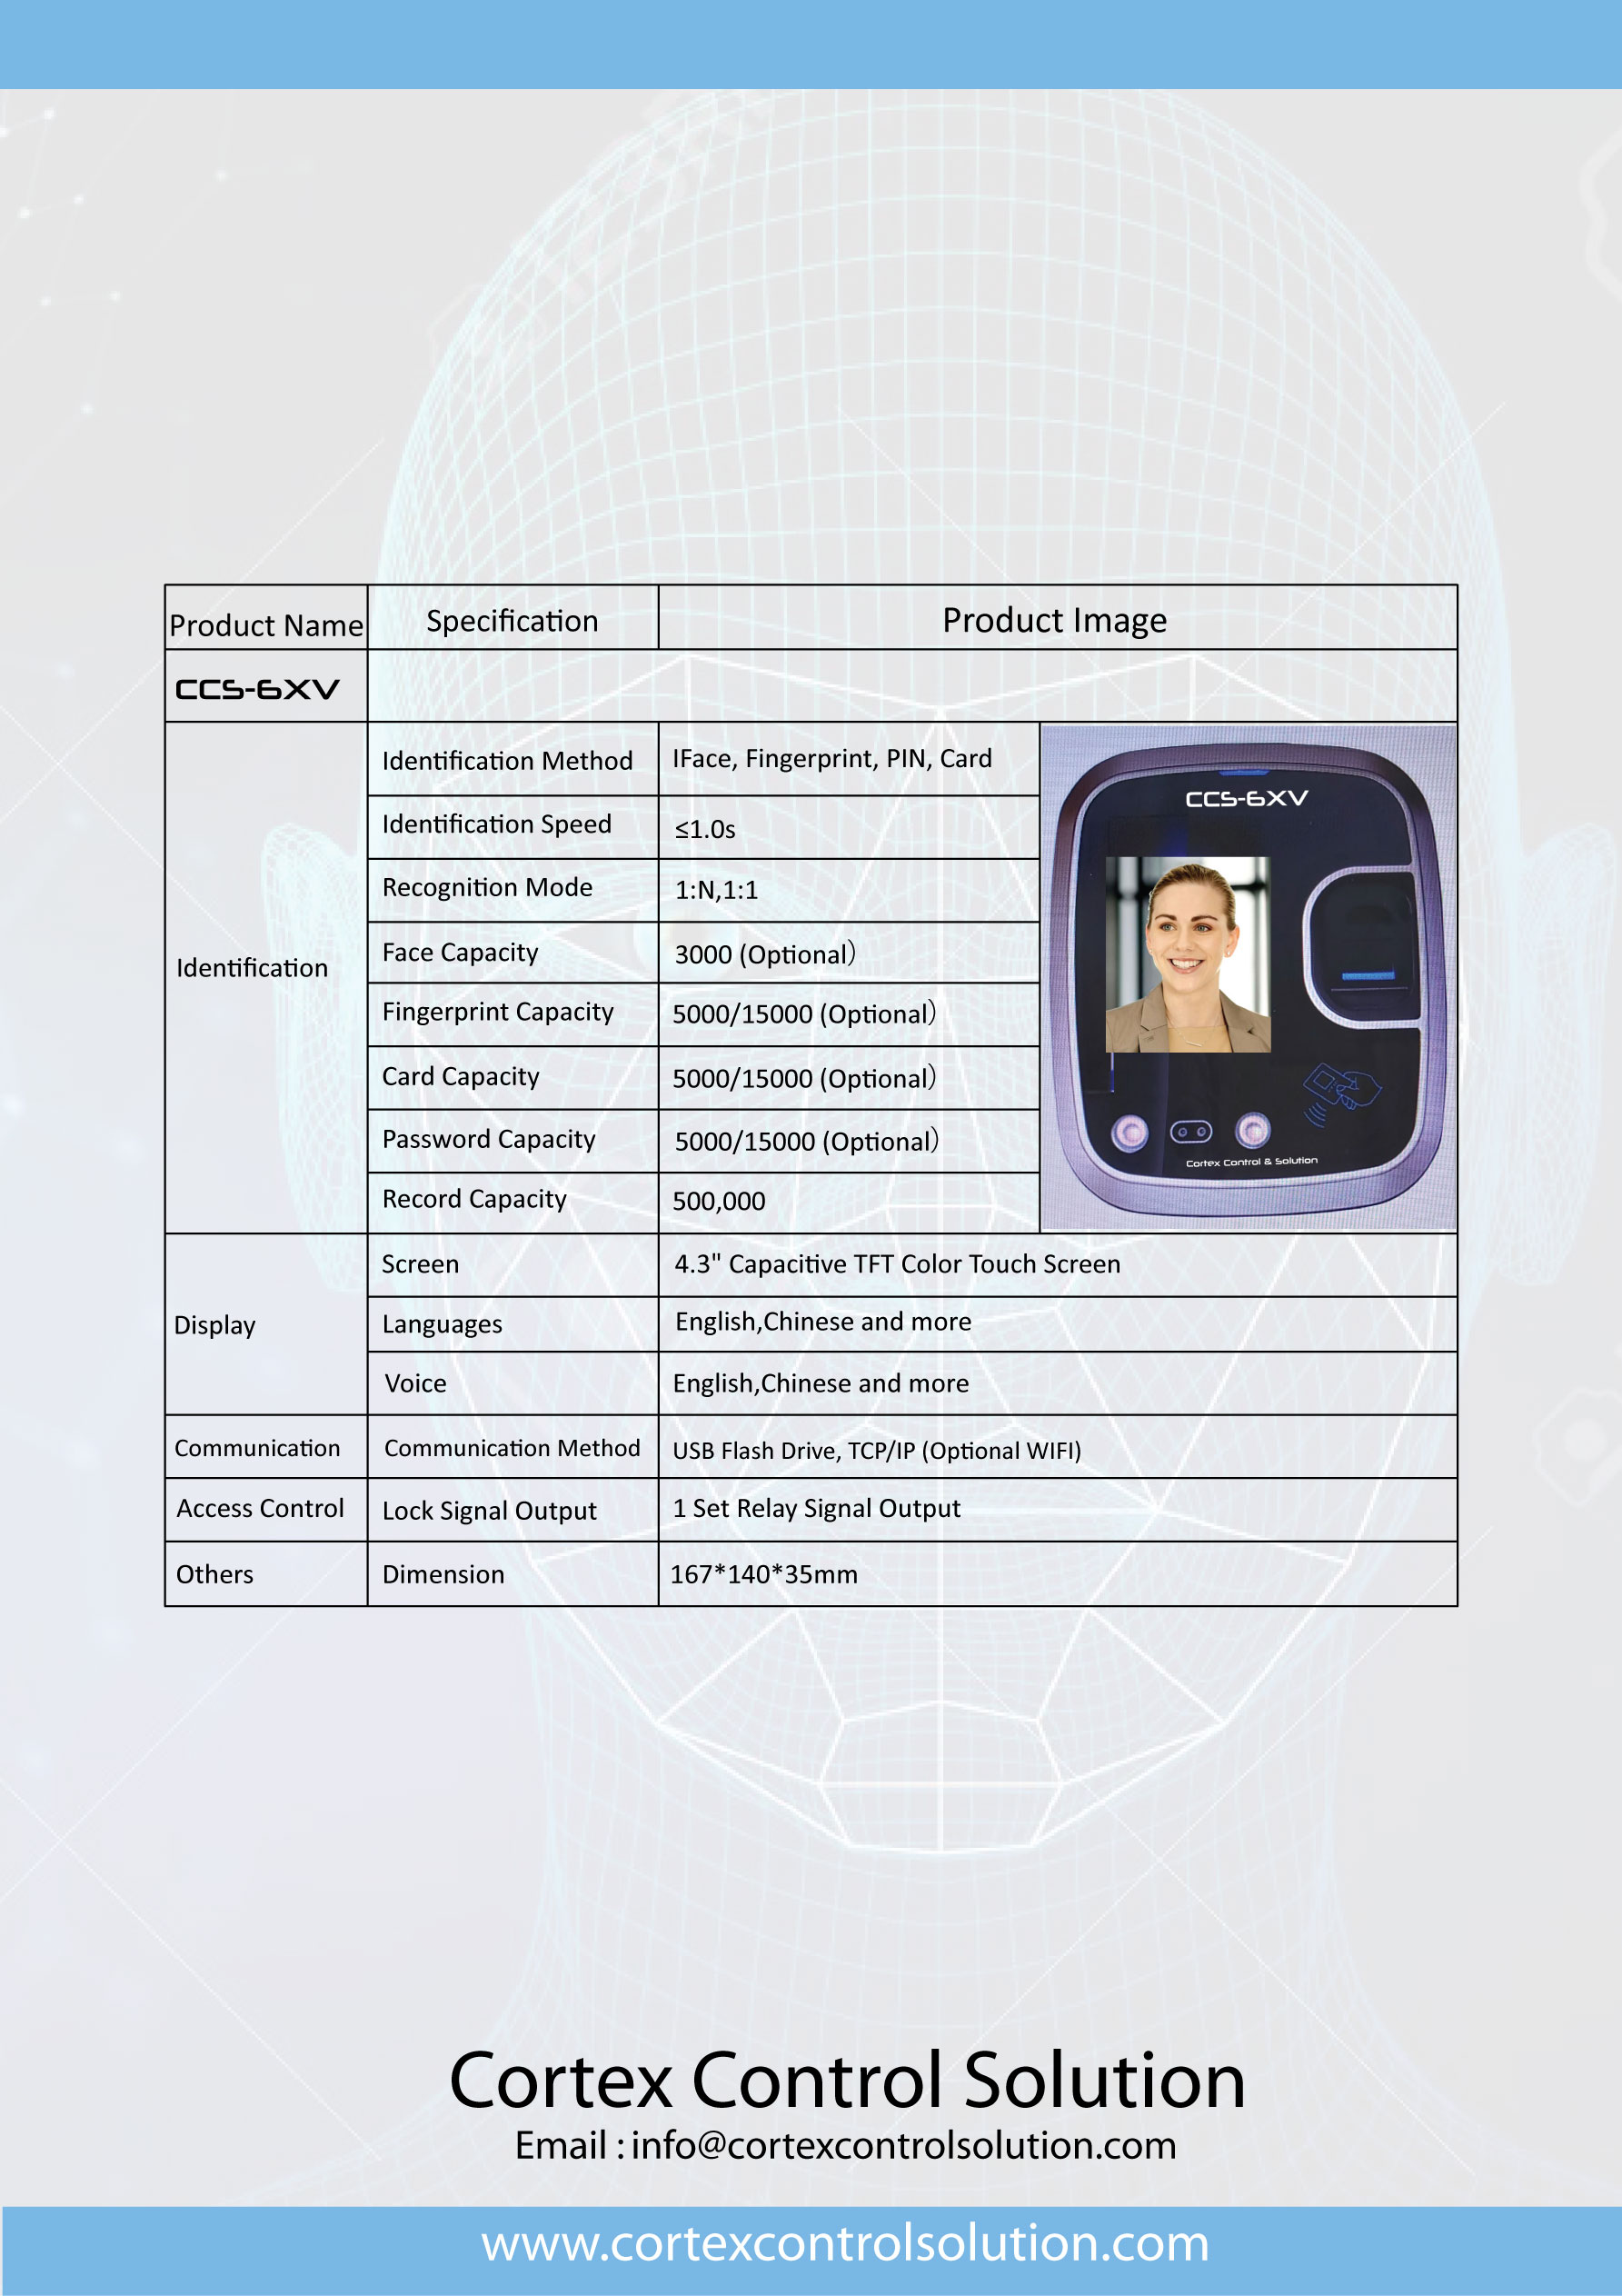 Product Name Specification Product Image
CCS-6XV
Identification
Identification Method IFace, Fingerprint, PIN, Card
Identification Speed ≤1.0s
Recognition Mode 1:N,1:1
Face Capacity 3000 (Optional）
Fingerprint Capacity 5000/15000 (Optional）
Card Capacity 5000/15000 (Optional）
Password Capacity 5000/15000 (Optional）
Record Capacity 500,000
CCS-6XV
Cortex Control & Solution
Display
Screen 4.3" Capacitive TFT Color Touch Screen
Languages English,Chinese and more
Voice English,Chinese and more
Communication Communication Method USB Flash Drive, TCP/IP (Optional WIFI)
Access Control Lock Signal Output 1 Set Relay Signal Output
Others Dimension 167*140*35mm
Cortex Control Solution
Email : info@cortexcontrolsolution.com
www.cortexcontrolsolution.com